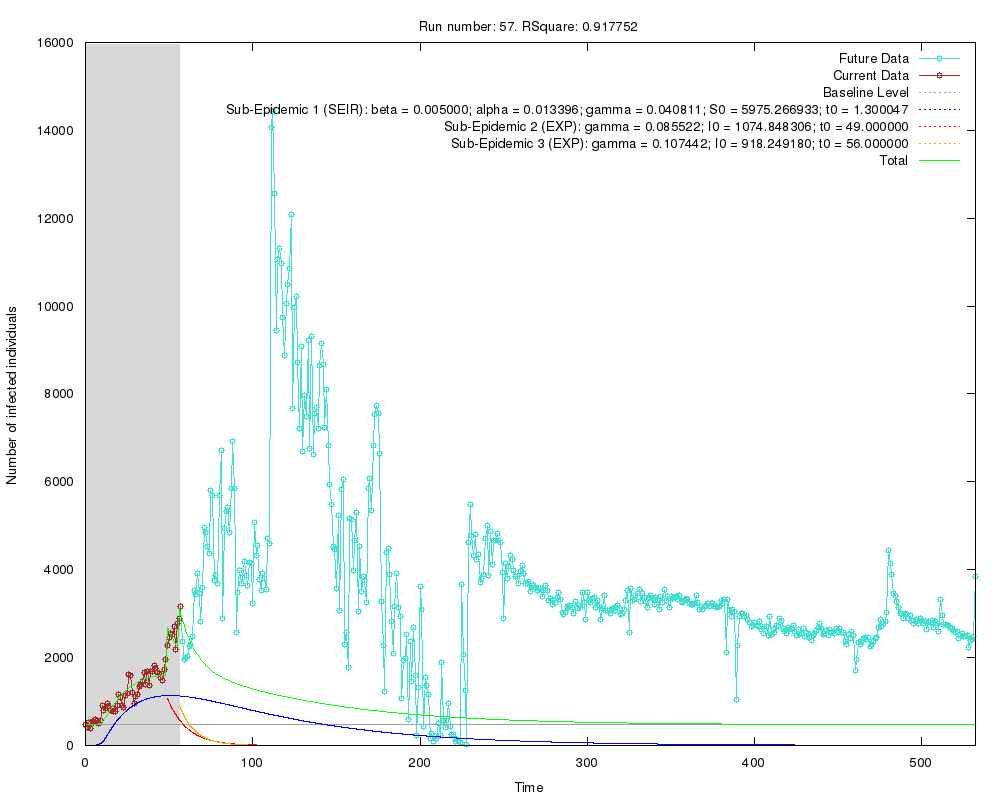 Run number: 57. RSquare: 0.917752
16000
14000
12000
10000
8000
6000
4000
2000
0
Number of infected individuals
Future Data
Current Data
Baseline Level
Sub-Epidemic 1 (SEIR): beta = 0.005000; alpha = 0.013396; gamma = 0.040811; S0 = 5975.266933; t0 = 1.300047
Sub-Epidemic 2 (EXP): gamma = 0.085522; I0 = 1074.848306; t0 = 49.000000
Sub-Epidemic 3 (EXP): gamma = 0.107442; I0 = 918.249180; t0 = 56.000000
Total
0
100
200
300
400
500
Time